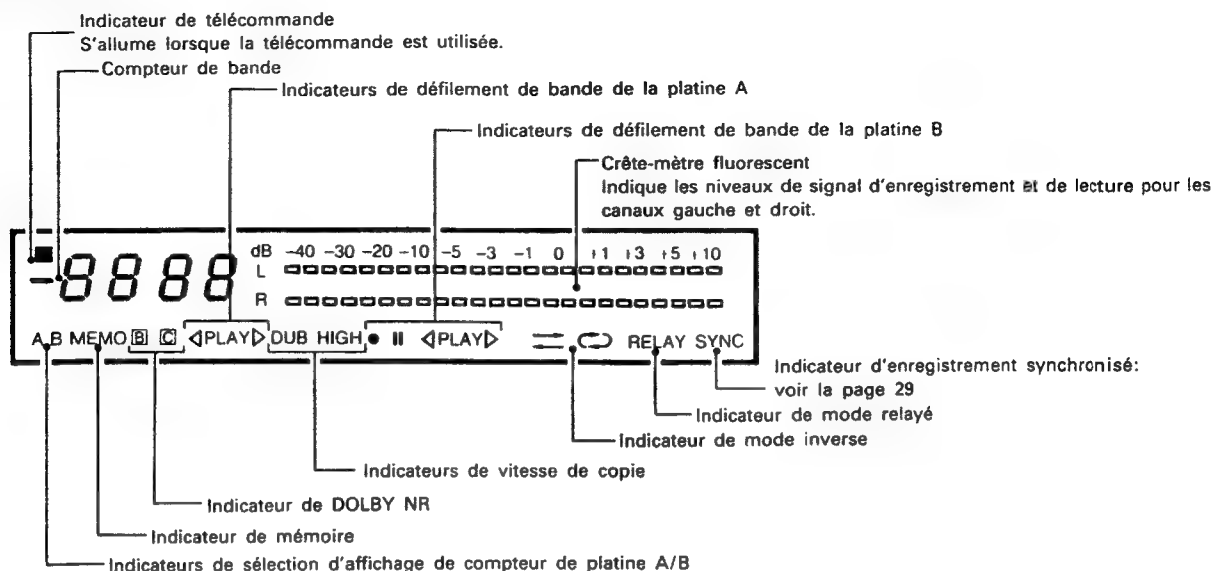 Indicateur de télécommande
S'allume lorsque la télécommande est utilisée.
Compteur de bande
Indicateurs de défilement de bande de la platine A
Indicateurs de défilement de bande de la platine B
Crête-mètre fluorescent
Indique les niveaux de signal d'enregistrement et de lecture pour les
canaux gauche et droit.
8888
dB -40 -30 -20 -10 -5 -3 -1 0 +1 +3 +5 +10
L
R
A B MEMO B C ◁PLAY▷ DUB HIGH ● II ◁PLAY▷ RELAY SYNC
Indicateur d'enregistrement synchronisé:
voir la page 29
Indicateur de mode relayé
Indicateur de mode inverse
Indicateurs de vitesse de copie
Indicateur de DOLBY NR
Indicateur de mémoire
Indicateurs de sélection d'affichage de compteur de platine A/B